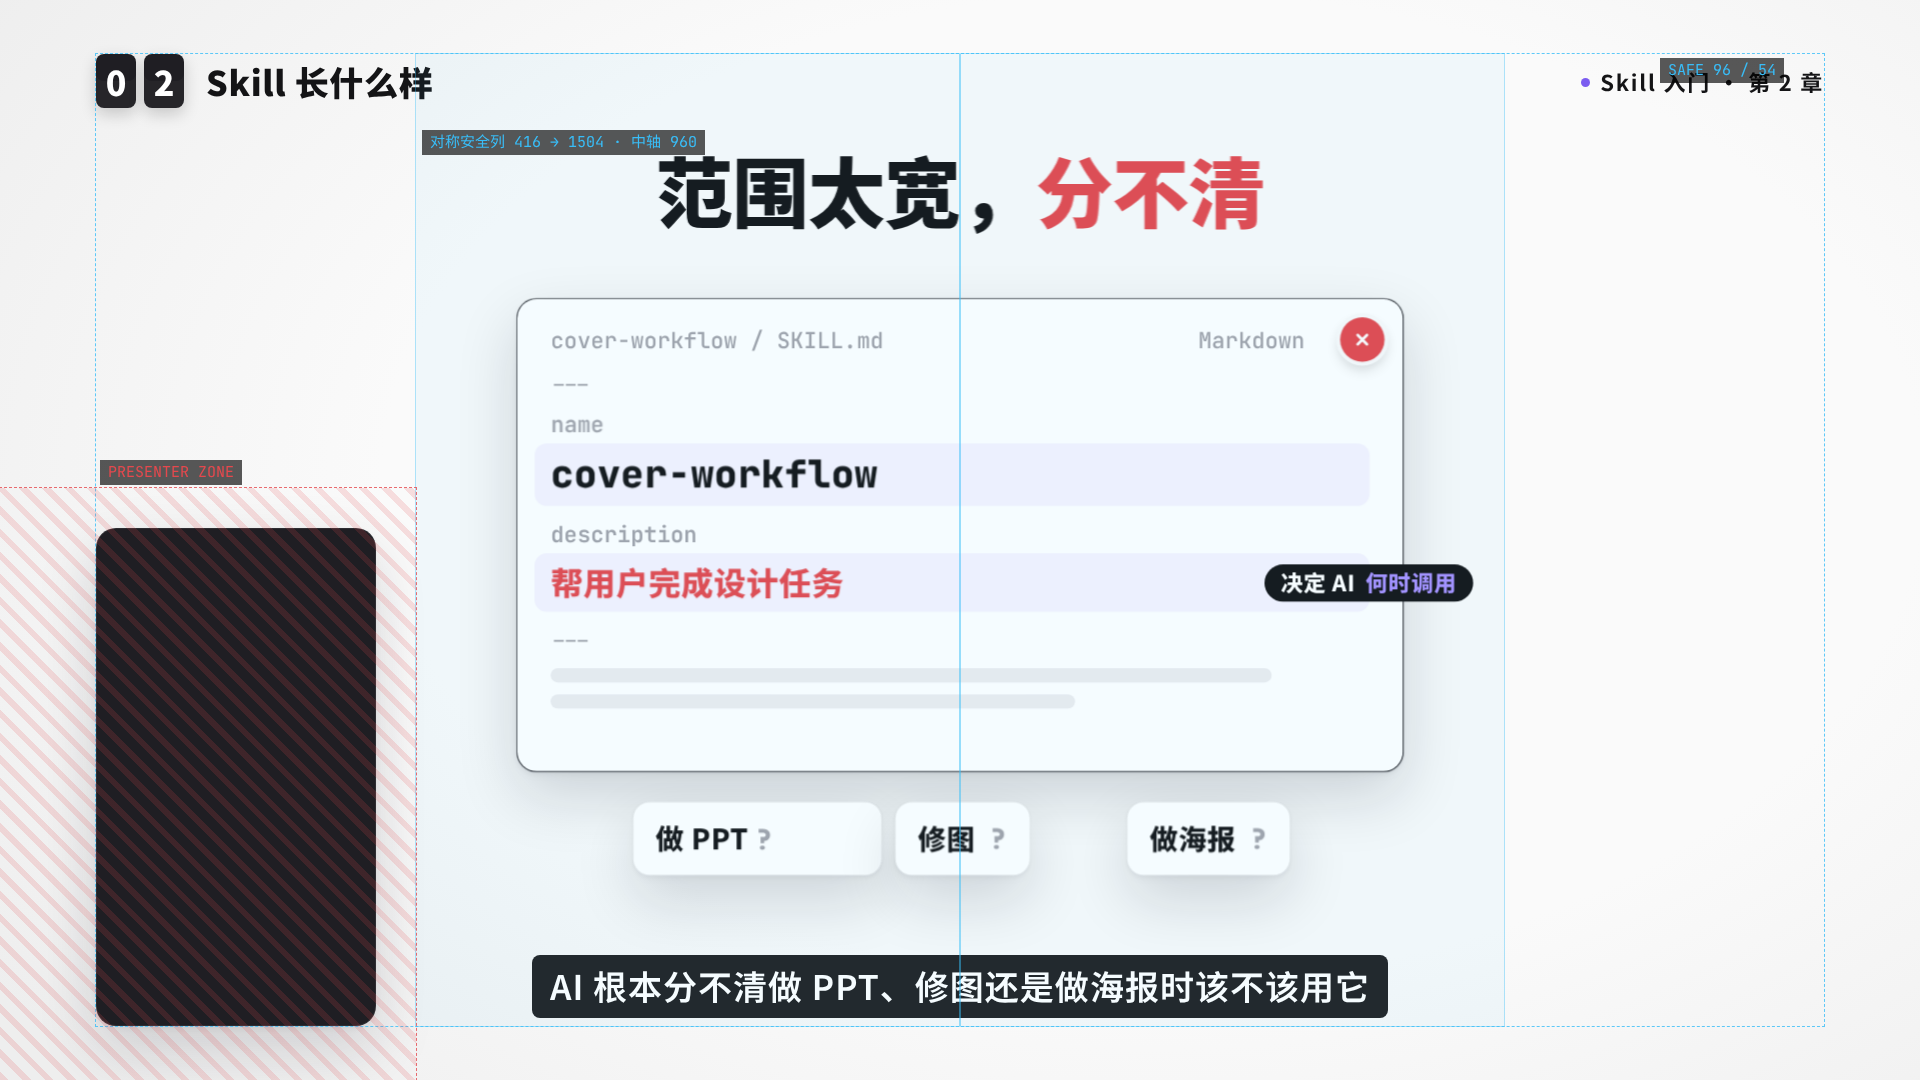 02 Skill 长什么样
SAFE 96 / 54
Skill 入门 · 第 2 章
对称安全列 416 → 1504 · 中轴 960
范围太宽，分不清
cover-workflow / SKILL.md Markdown ×
---
name
cover-workflow
PRESENTER ZONE
description
帮用户完成设计任务
决定 AI 何时调用
---
做 PPT ? 修图 ? 做海报 ?
AI 根本分不清做 PPT、修图还是做海报时该不该用它